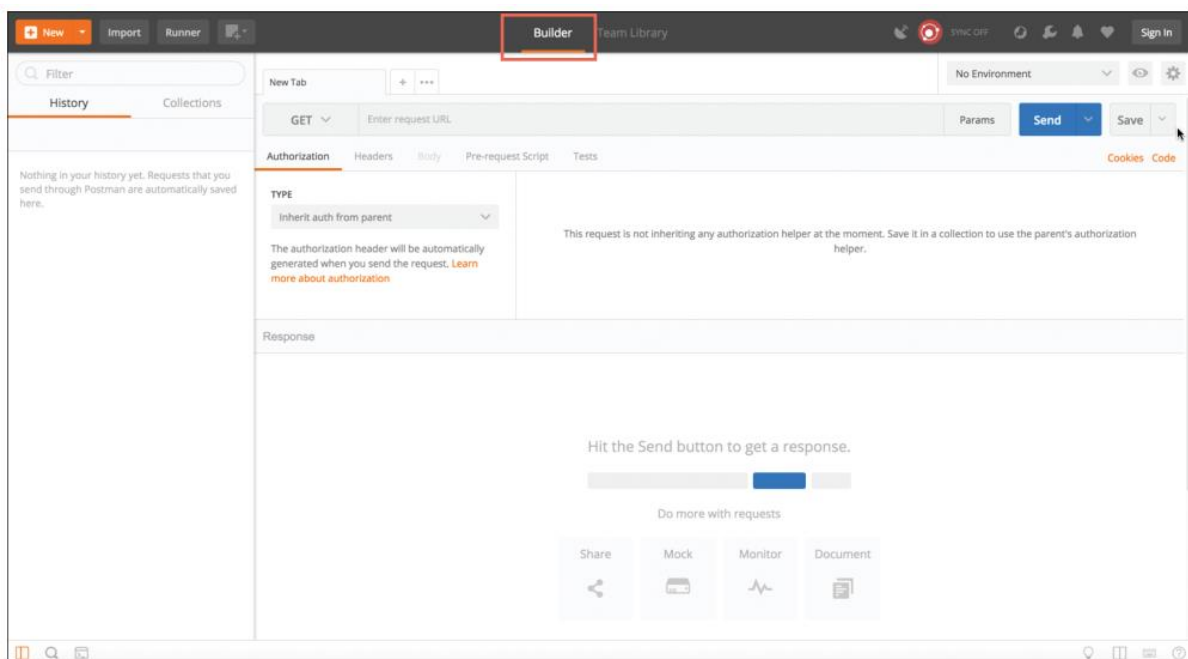 New
Import
Runner
Builder
Team Library
SYNC OFF
Sign In
Filter
History
Collections
Nothing in your history yet. Requests that you
send through Postman are automatically saved
here.
New Tab
No Environment
GET
Enter request URL
Params
Send
Save
Authorization
Headers
Body
Pre-request Script
Tests
Cookies
Code
TYPE
Inherit auth from parent
The authorization header will be automatically
generated when you send the request. Learn
more about authorization
This request is not inheriting any authorization helper at the moment. Save it in a collection to use the parent's authorization
helper.
Response
Hit the Send button to get a response.
Do more with requests
Share
Mock
Monitor
Document